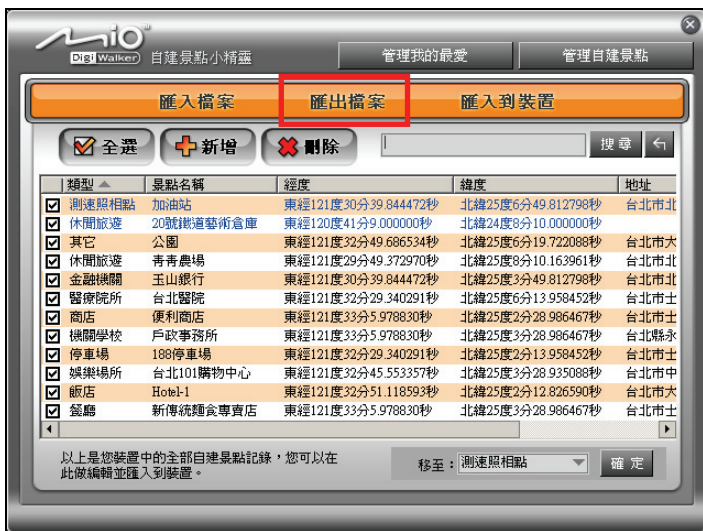 Mio
DigiWalker 自建景點小精靈 管理我的最愛 管理自建景點
匯入檔案 匯出檔案 匯入到裝置
全選 新增 刪除 搜尋
類型 景點名稱 經度 緯度 地址
測速照相點 加油站 東經121度30分39.844472秒 北緯25度6分49.812798秒 台北市北
休閒旅遊 20號鐵道藝術倉庫 東經120度41分9.000000秒 北緯24度8分10.000000秒
其它 公園 東經121度32分49.686534秒 北緯25度6分19.722088秒 台北市大
休閒旅遊 青青農場 東經121度29分49.372970秒 北緯25度8分10.163961秒 台北市北
金融機關 玉山銀行 東經121度30分39.844472秒 北緯25度3分49.812798秒 台北市北
醫療院所 台北醫院 東經121度32分29.340291秒 北緯25度6分13.958452秒 台北市士
商店 便利商店 東經121度33分5.978830秒 北緯25度2分28.986467秒 台北市士
機關學校 戶政事務所 東經121度33分5.978830秒 北緯25度3分28.986467秒 台北縣永
停車場 188停車場 東經121度32分29.340291秒 北緯25度2分13.958452秒 台北市士
娛樂場所 台北101購物中心 東經121度32分45.553357秒 北緯25度3分28.935088秒 台北市中
飯店 Hotel-1 東經121度32分51.118593秒 北緯25度2分12.826590秒 台北市大
餐廳 新傳統麵食專賣店 東經121度33分5.978830秒 北緯25度3分28.986467秒 台北市士
以上是您裝置中的全部自建景點記錄，您可以在
此做編輯並匯入到裝置。
移至：測速照相點 確定